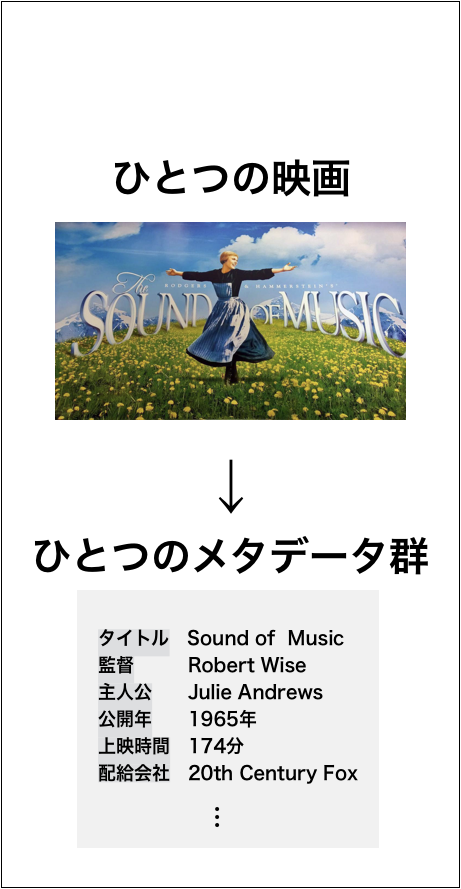 ひとつの映画
The
RODGERS & HAMMERSTEIN'S
SOUND OF MUSIC
↓
ひとつのメタデータ群
タイトル Sound of Music
監督 Robert Wise
主人公 Julie Andrews
公開年 1965年
上映時間 174分
配給会社 20th Century Fox
⋮